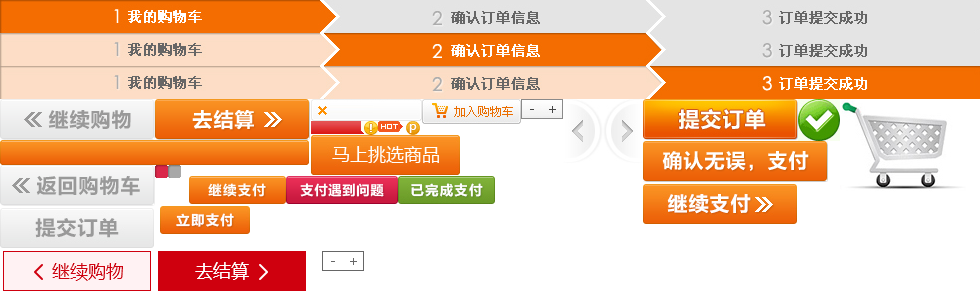 1 我的购物车 2 确认订单信息 3 订单提交成功
1 我的购物车 2 确认订单信息 3 订单提交成功
1 我的购物车 2 确认订单信息 3 订单提交成功
« 继续购物 去结算 » × 加入购物车 - + 提交订单
! HOT P
马上挑选商品 确认无误，支付
« 返回购物车 继续支付 支付遇到问题 已完成支付 继续支付 »
提交订单 立即支付
< 继续购物 去结算 > - +